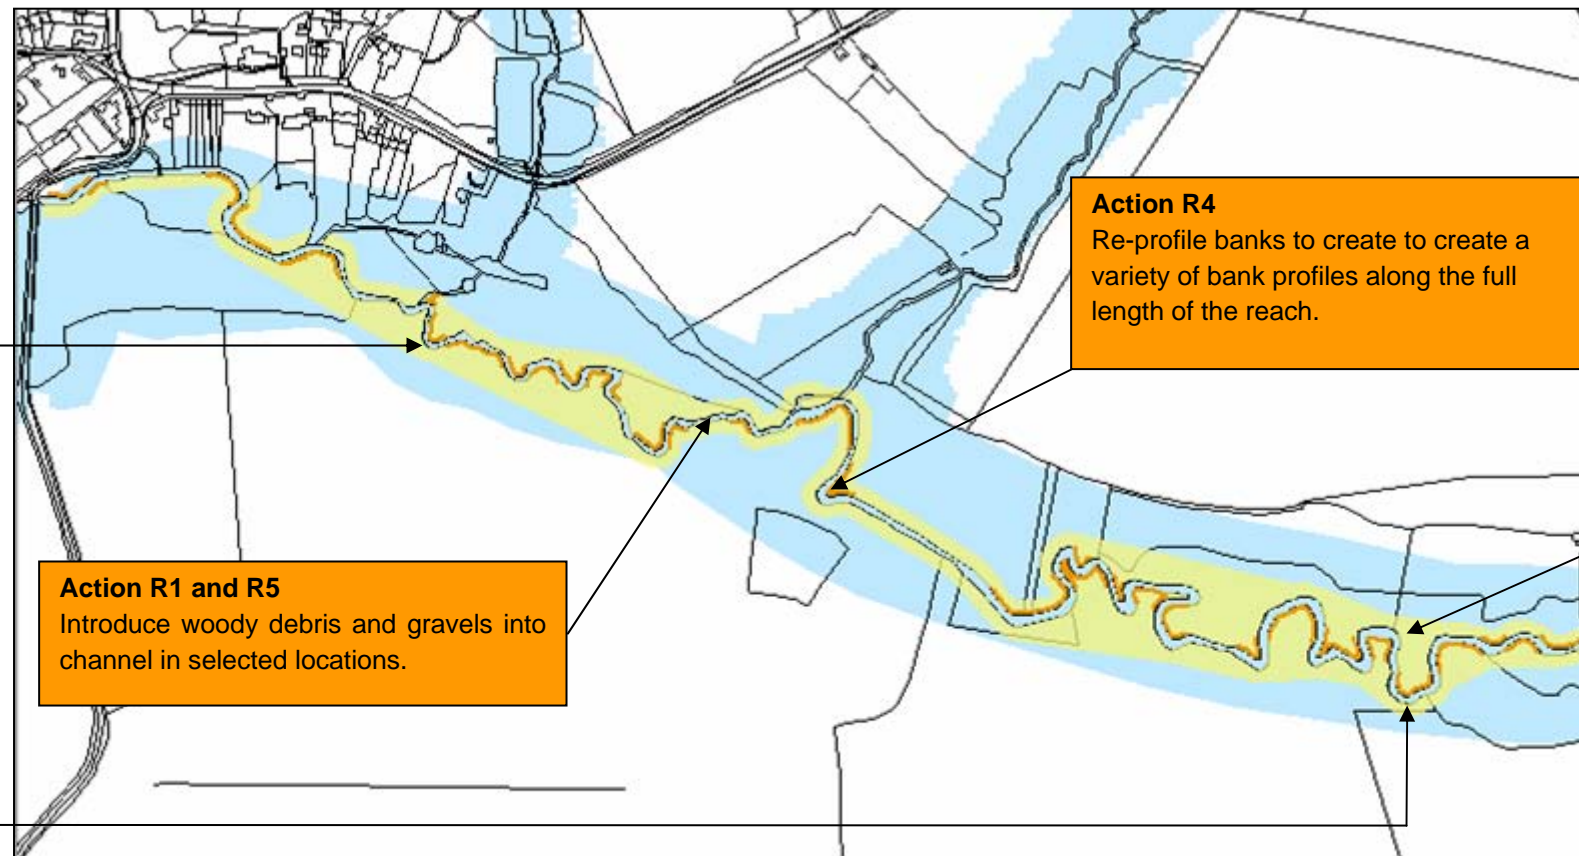 Action R4
Re-profile banks to create to create a
variety of bank profiles along the full
length of the reach.
Action R1 and R5
Introduce woody debris and gravels into
channel in selected locations.